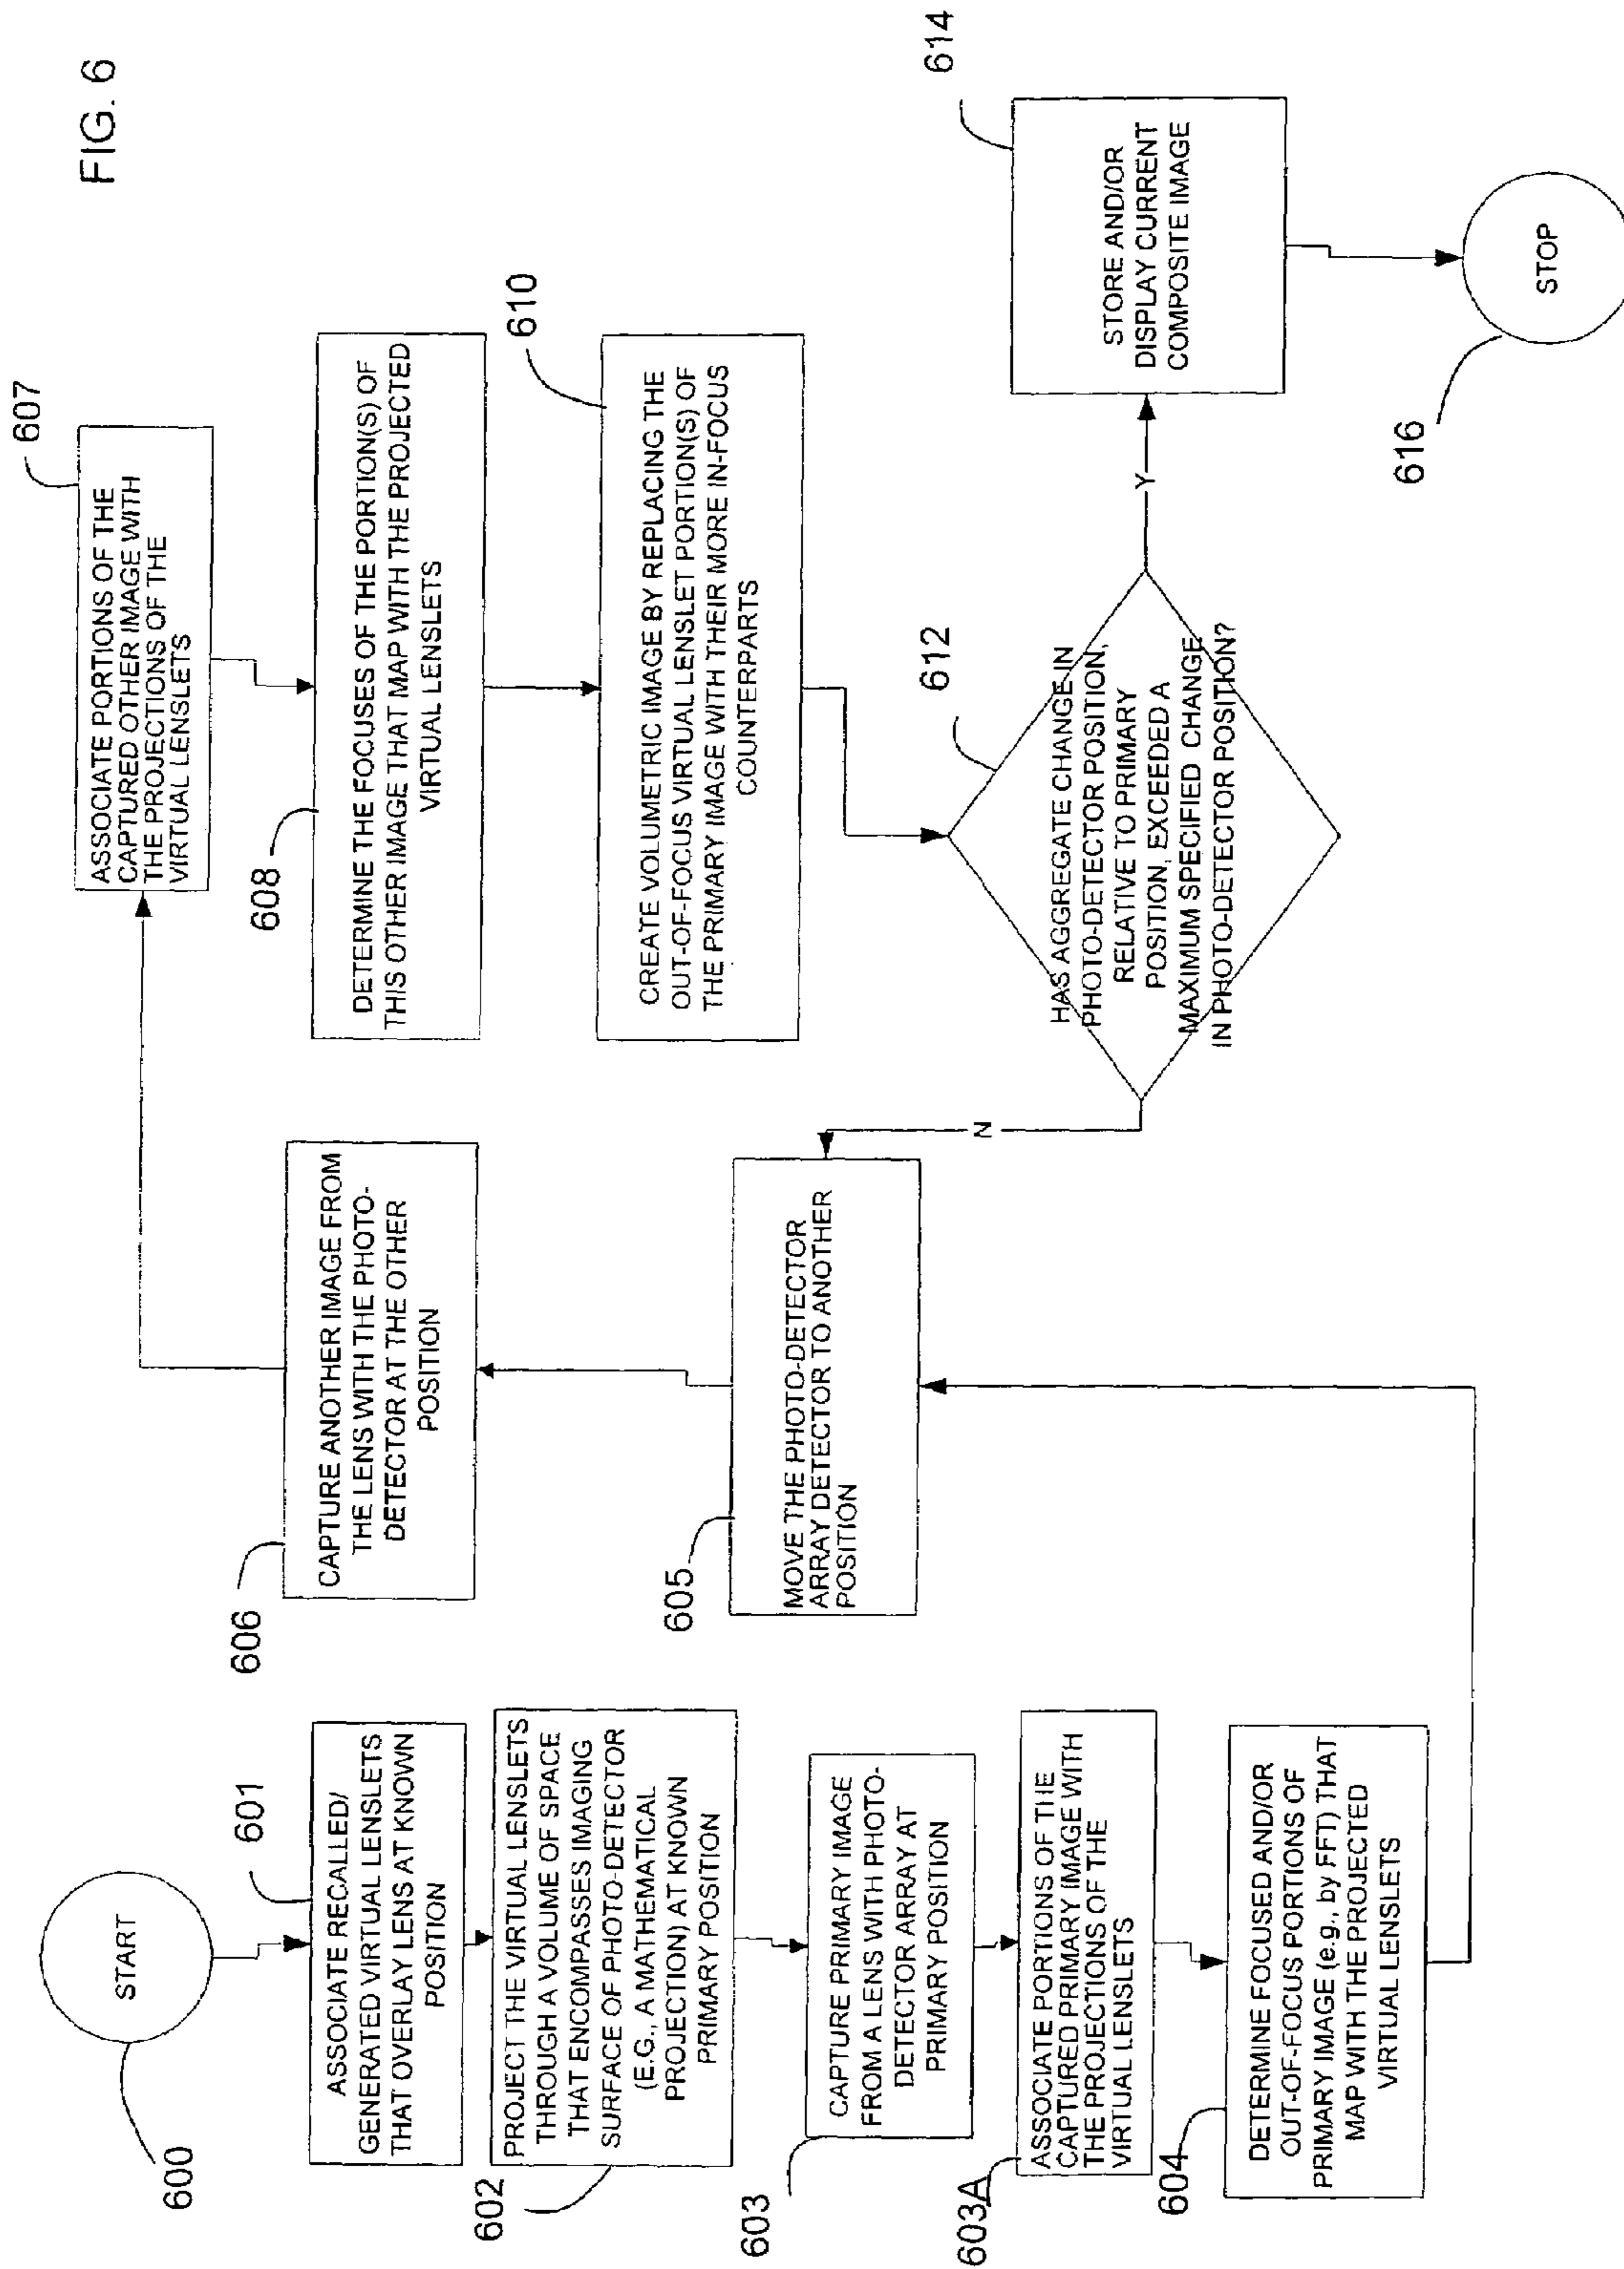 FIG. 6
600
START
601
ASSOCIATE RECALLED/
GENERATED VIRTUAL LENSLETS
THAT OVERLAY LENS AT KNOWN
POSITION
602
PROJECT THE VIRTUAL LENSLETS
THROUGH A VOLUME OF SPACE
THAT ENCOMPASSES IMAGING
SURFACE OF PHOTO-DETECTOR
(E.G., A MATHEMATICAL
PROJECTION) AT KNOWN
PRIMARY POSITION
603
CAPTURE PRIMARY IMAGE
FROM A LENS WITH PHOTO-
DETECTOR ARRAY AT
PRIMARY POSITION
603A
ASSOCIATE PORTIONS OF THE
CAPTURED PRIMARY IMAGE WITH
THE PROJECTIONS OF THE
VIRTUAL LENSLETS
604
DETERMINE FOCUSED AND/OR
OUT-OF-FOCUS PORTIONS OF
PRIMARY IMAGE (e.g., by FFT) THAT
MAP WITH THE PROJECTED
VIRTUAL LENSLETS
605
MOVE THE PHOTO-DETECTOR
ARRAY DETECTOR TO ANOTHER
POSITION
606
CAPTURE ANOTHER IMAGE FROM
THE LENS WITH THE PHOTO-
DETECTOR AT THE OTHER
POSITION
607
ASSOCIATE PORTIONS OF THE
CAPTURED OTHER IMAGE WITH
THE PROJECTIONS OF THE
VIRTUAL LENSLETS
608
DETERMINE THE FOCUSES OF THE PORTION(S) OF
THIS OTHER IMAGE THAT MAP WITH THE PROJECTED
VIRTUAL LENSLETS
610
CREATE VOLUMETRIC IMAGE BY REPLACING THE
OUT-OF-FOCUS VIRTUAL LENSLET PORTION(S) OF
THE PRIMARY IMAGE WITH THEIR MORE IN-FOCUS
COUNTERPARTS
612
HAS AGGREGATE CHANGE IN
PHOTO-DETECTOR POSITION,
RELATIVE TO PRIMARY
POSITION, EXCEEDED A
MAXIMUM SPECIFIED CHANGE
IN PHOTO-DETECTOR POSITION?
N
Y
614
STORE AND/OR
DISPLAY CURRENT
COMPOSITE IMAGE
616
STOP